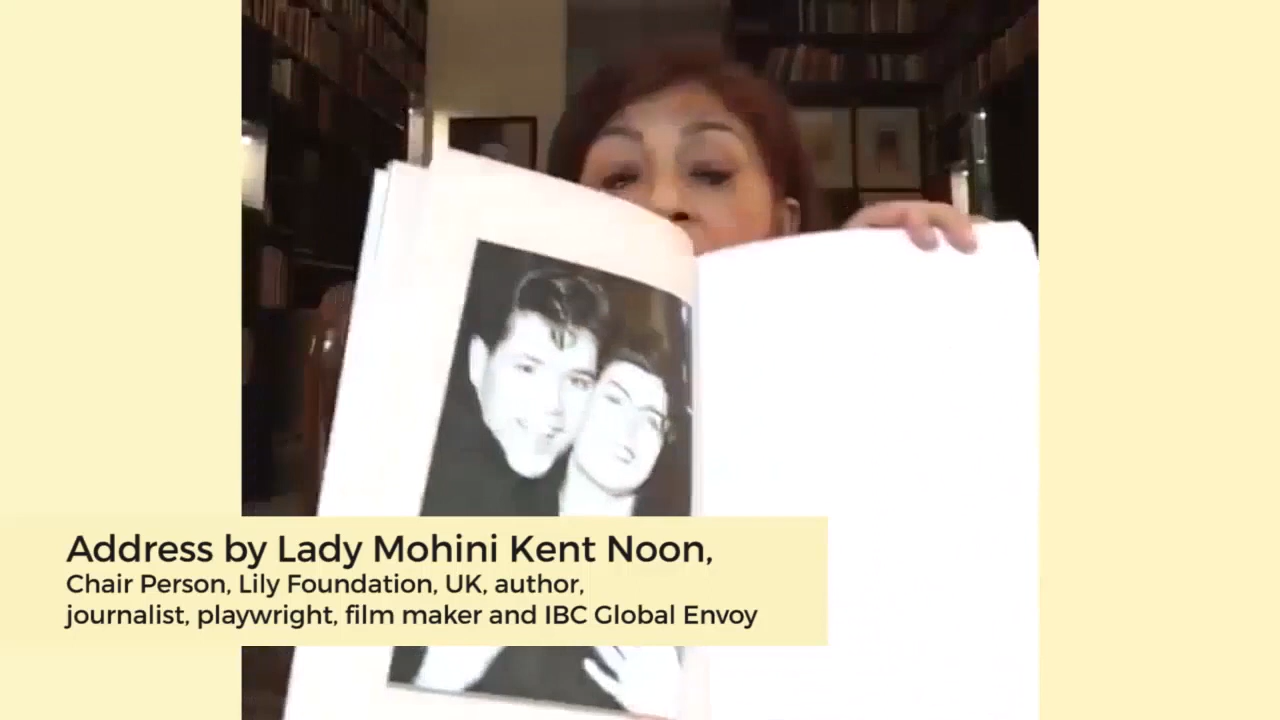 Address by Lady Mohini Kent Noon,
Chair Person, Lily Foundation, UK, author,
journalist, playwright, film maker and IBC Global Envoy